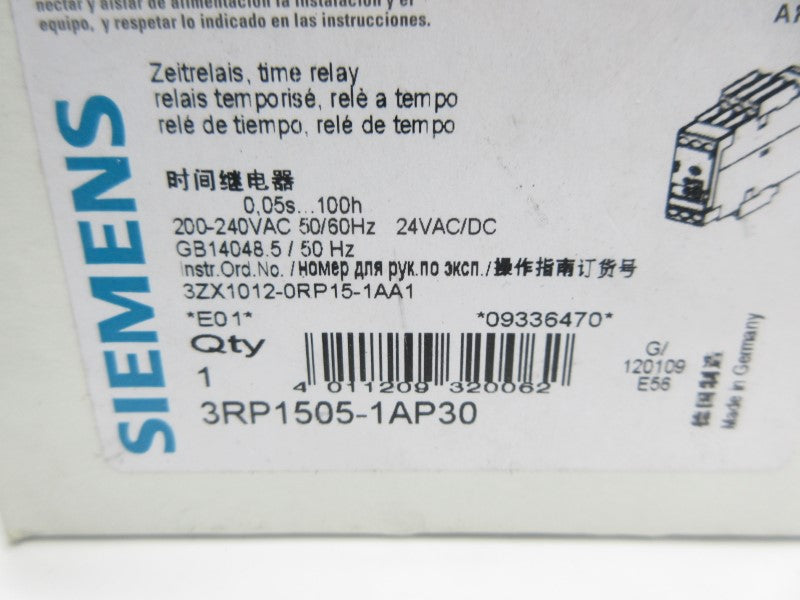 nectar y aislar de alimentación la instalación y el
equipo, y respetar lo indicado en las instrucciones.
SIEMENS
Zeitrelais, time relay
relais temporisé, relè a tempo
relé de tiempo, relé de tempo
时间继电器
0,05s...100h
200-240VAC 50/60Hz 24VAC/DC
GB14048.5 / 50 Hz
Instr.Ord.No. /номер для рук.по эксп./操作指南订货号
3ZX1012-0RP15-1AA1
*E01* *09336470*
Qty
1
4 011209 320062
3RP1505-1AP30
G/
120109
E56
德国制造
Made in Germany